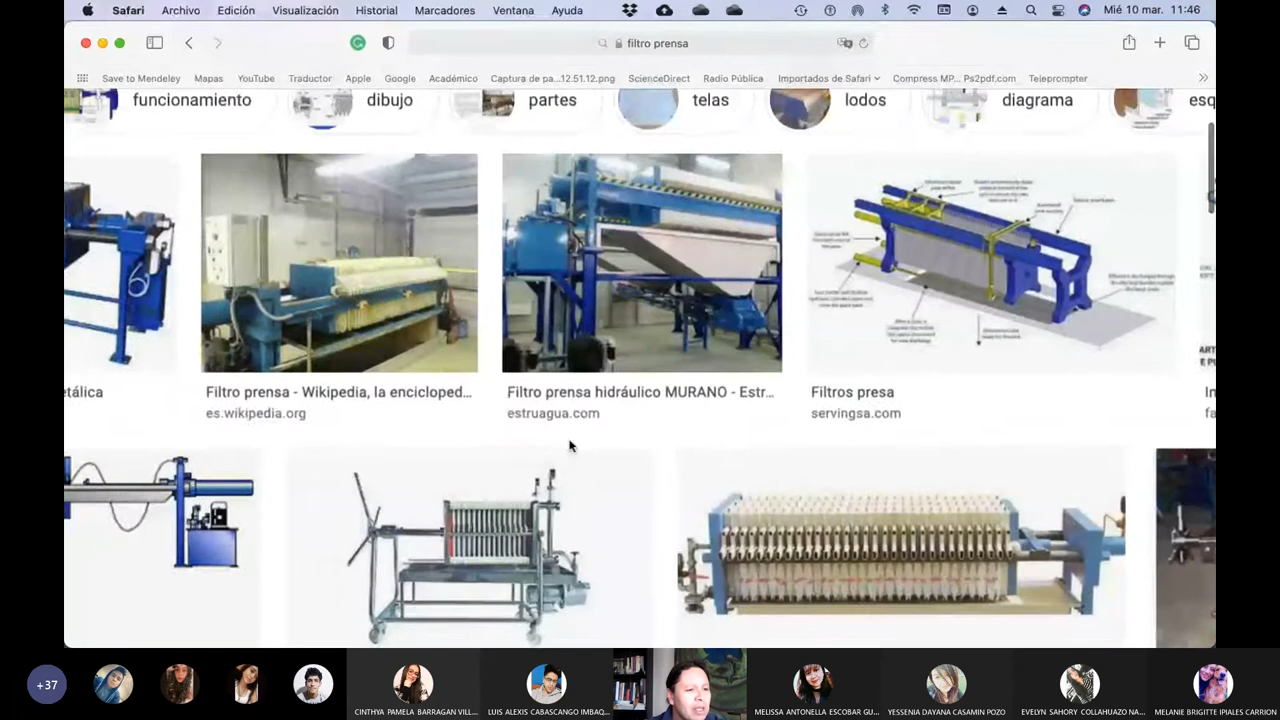 Safari Archivo Edición Visualización Historial Marcadores Ventana Ayuda Mié 10 mar. 11:46
filtro prensa
Save to Mendeley Mapas YouTube Traductor Apple Google Académico Captura de pa...12.51.12.png ScienceDirect Radio Pública Importados de Safari Compress MP... Ps2pdf.com Teleprompter
funcionamiento dibujo partes telas lodos diagrama esq
etálica
Filtro prensa - Wikipedia, la encicloped...
es.wikipedia.org
Filtro prensa hidráulico MURANO - Estr...
estruagua.com
Filtros presa
servingsa.com
In
fa
+37
CINTHYA PAMELA BARRAGAN VILL...
LUIS ALEXIS CABASCANGO IMBAQ...
MELISSA ANTONELLA ESCOBAR GU...
YESSENIA DAYANA CASAMIN POZO
EVELYN SAHORY COLLAHUAZO NA...
MELANIE BRIGITTE IPIALES CARRION